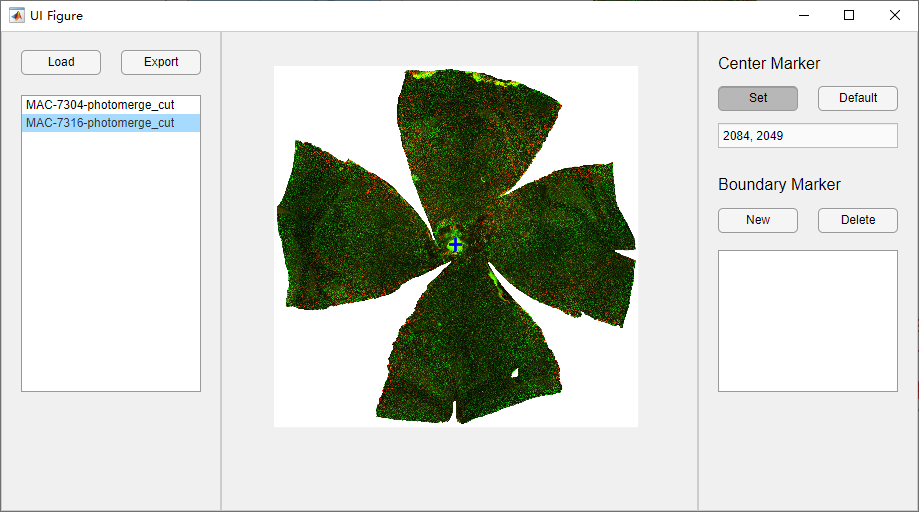 UI Figure
Load
Export
MAC-7304-photomerge_cut
MAC-7316-photomerge_cut
Center Marker
Set
Default
2084, 2049
Boundary Marker
New
Delete